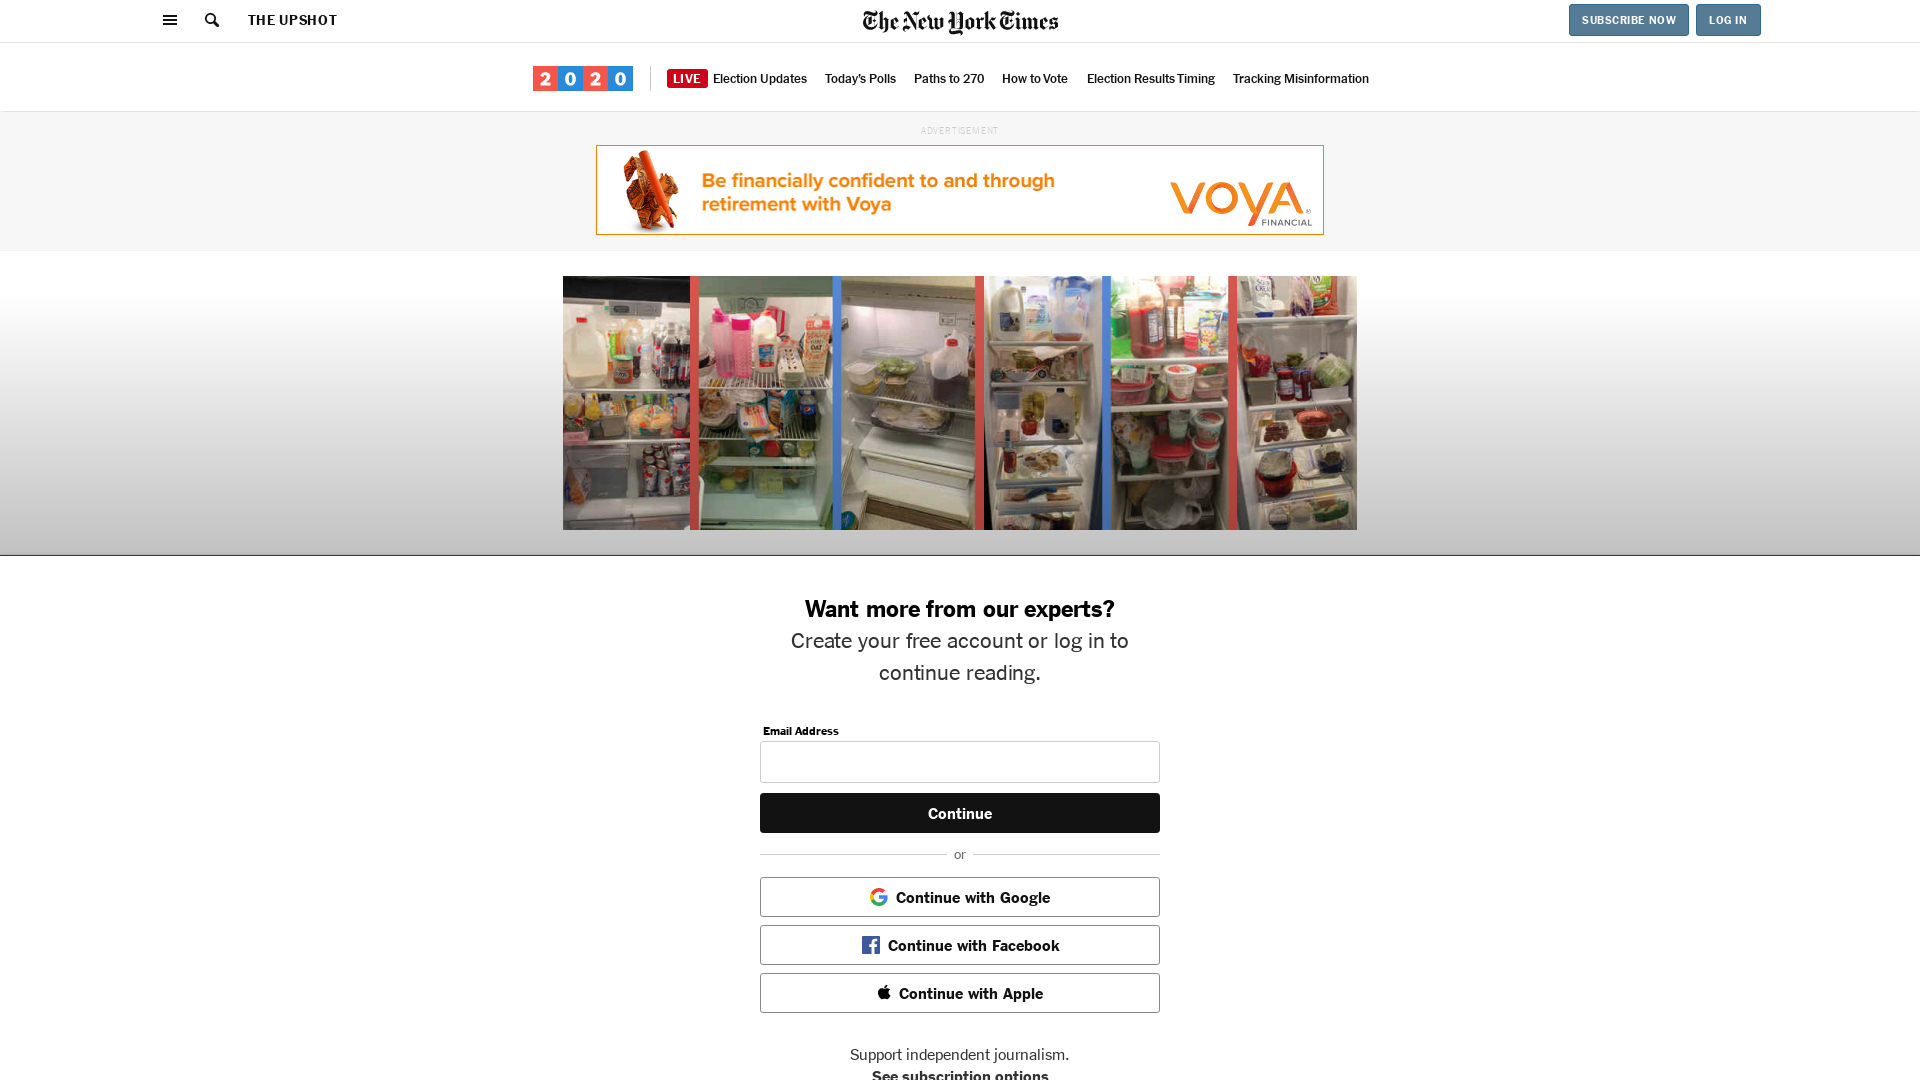 THE UPSHOT
The New York Times
SUBSCRIBE NOW
LOG IN
2020
LIVE Election Updates
Today's Polls
Paths to 270
How to Vote
Election Results Timing
Tracking Misinformation
ADVERTISEMENT
Be financially confident to and through
retirement with Voya
VOYA
FINANCIAL
Want more from our experts?
Create your free account or log in to
continue reading.
Email Address
Continue
or
Continue with Google
Continue with Facebook
Continue with Apple
Support independent journalism.
See subscription options